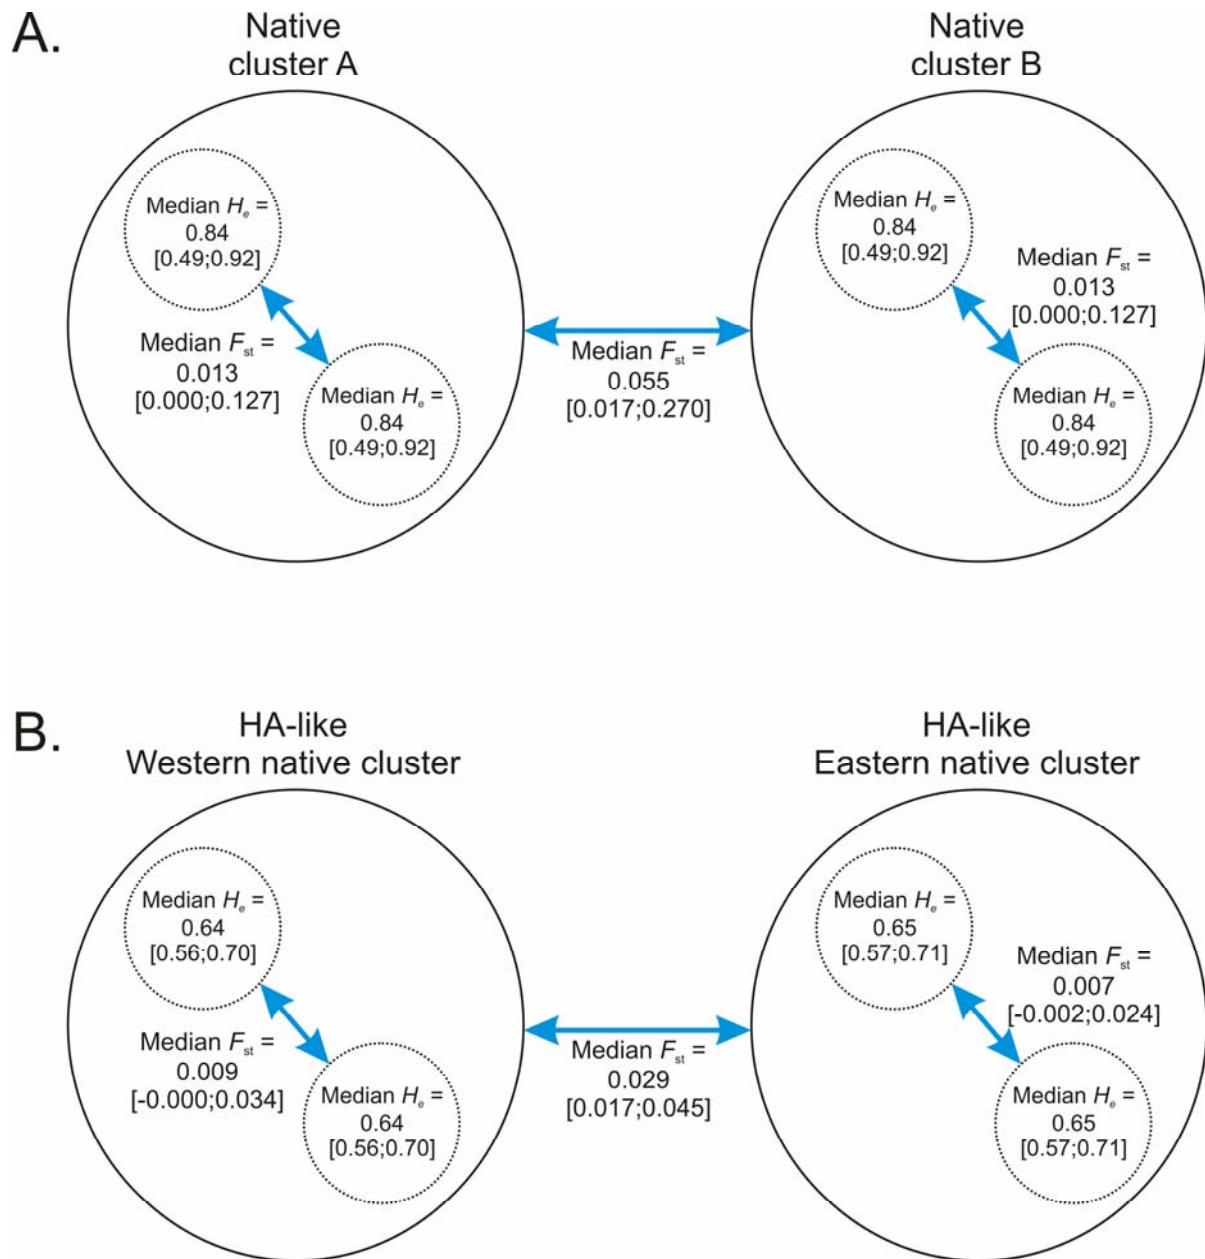 A.
Native
cluster A
Native
cluster B
Median He =
0.84
[0.49;0.92]
Median Fst =
0.013
[0.000;0.127]
Median He =
0.84
[0.49;0.92]
Median Fst =
0.055
[0.017;0.270]
Median He =
0.84
[0.49;0.92]
Median Fst =
0.013
[0.000;0.127]
Median He =
0.84
[0.49;0.92]
B.
HA-like
Western native cluster
HA-like
Eastern native cluster
Median He =
0.64
[0.56;0.70]
Median Fst =
0.009
[-0.000;0.034]
Median He =
0.64
[0.56;0.70]
Median Fst =
0.029
[0.017;0.045]
Median He =
0.65
[0.57;0.71]
Median Fst =
0.007
[-0.002;0.024]
Median He =
0.65
[0.57;0.71]